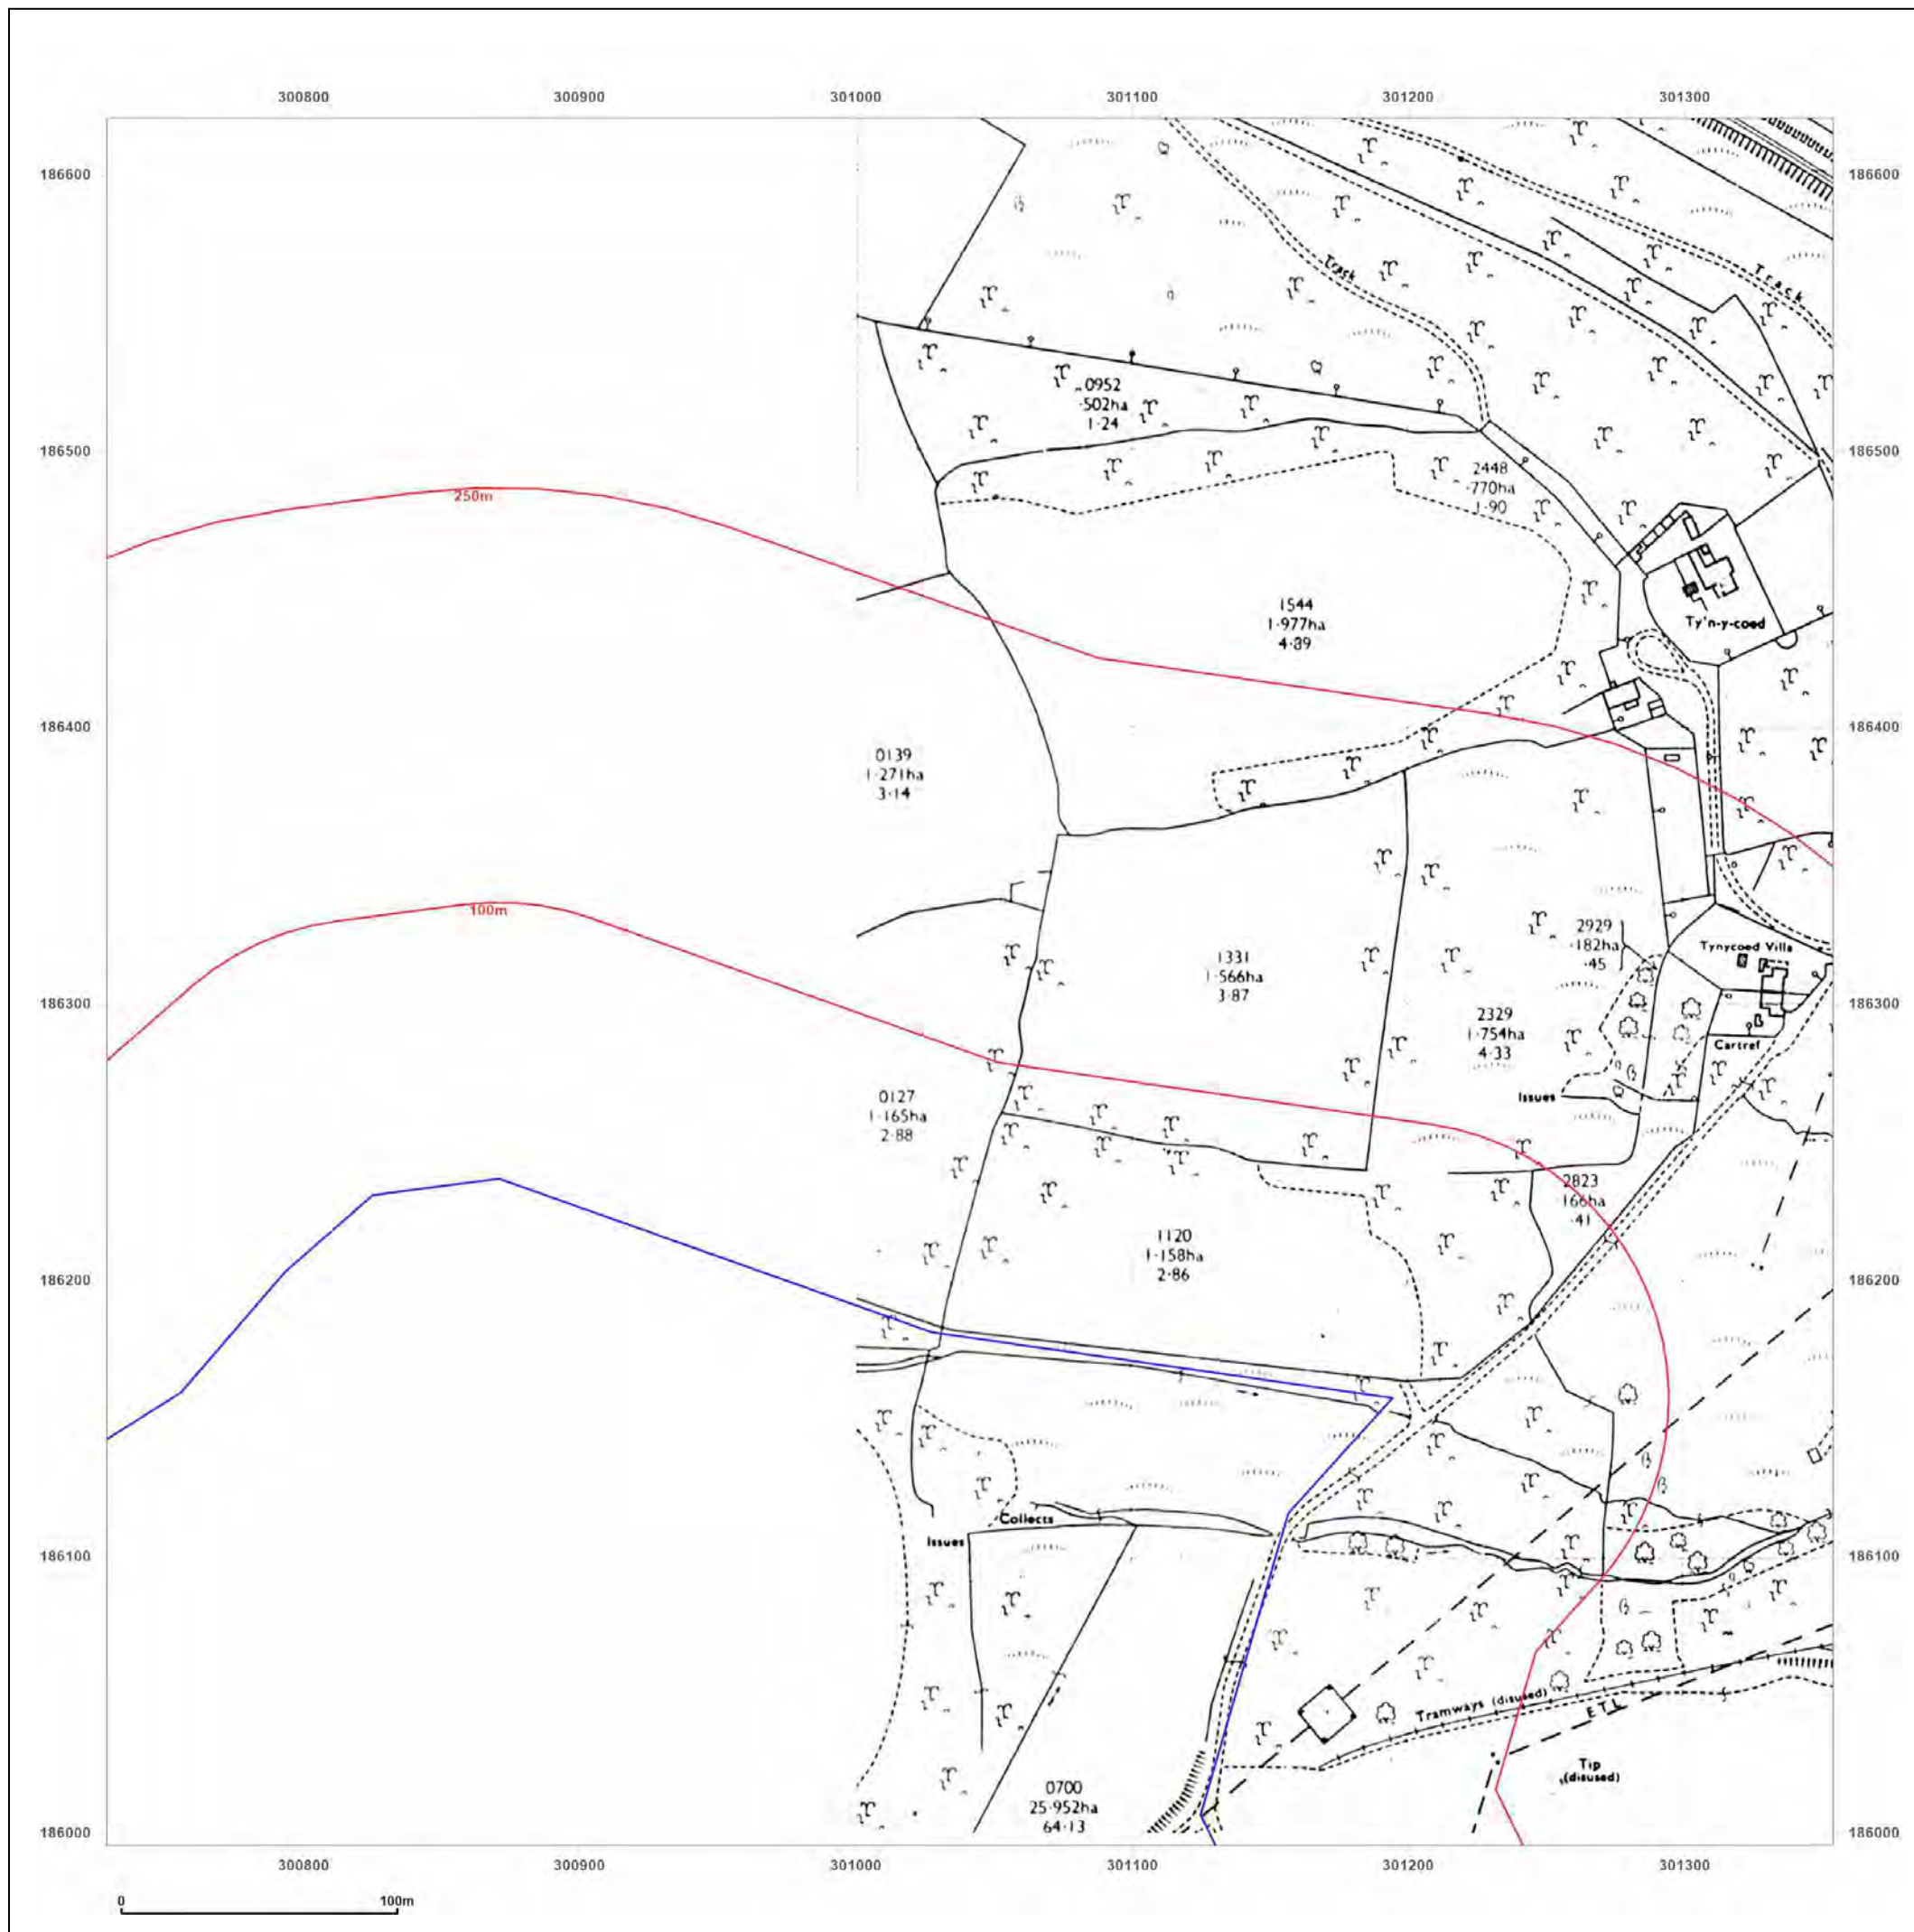 300800 300900 301000 301100 301200 301300
186600 186600
Track
Track
0952
·502ha
1·24
186500 186500
2448
·770ha
1·90
250m
1544
1·977ha
4·89
Ty'n-y-coed
186400 186400
0139
1·271ha
3·14
100m
2929
·182ha
·45
Tynycoed Villa
1331
1·566ha
3·87
186300 186300
2329
1·754ha
4·33
Cartref
Issues
0127
1·165ha
2·88
2823
·166ha
·41
1120
1·158ha
2·86
186200 186200
Collects
Issues
186100 186100
Tramways (disused)
E T L
Tip
(disused)
0700
25·952ha
64·13
186000 186000
300800 300900 301000 301100 301200 301300
0 100m